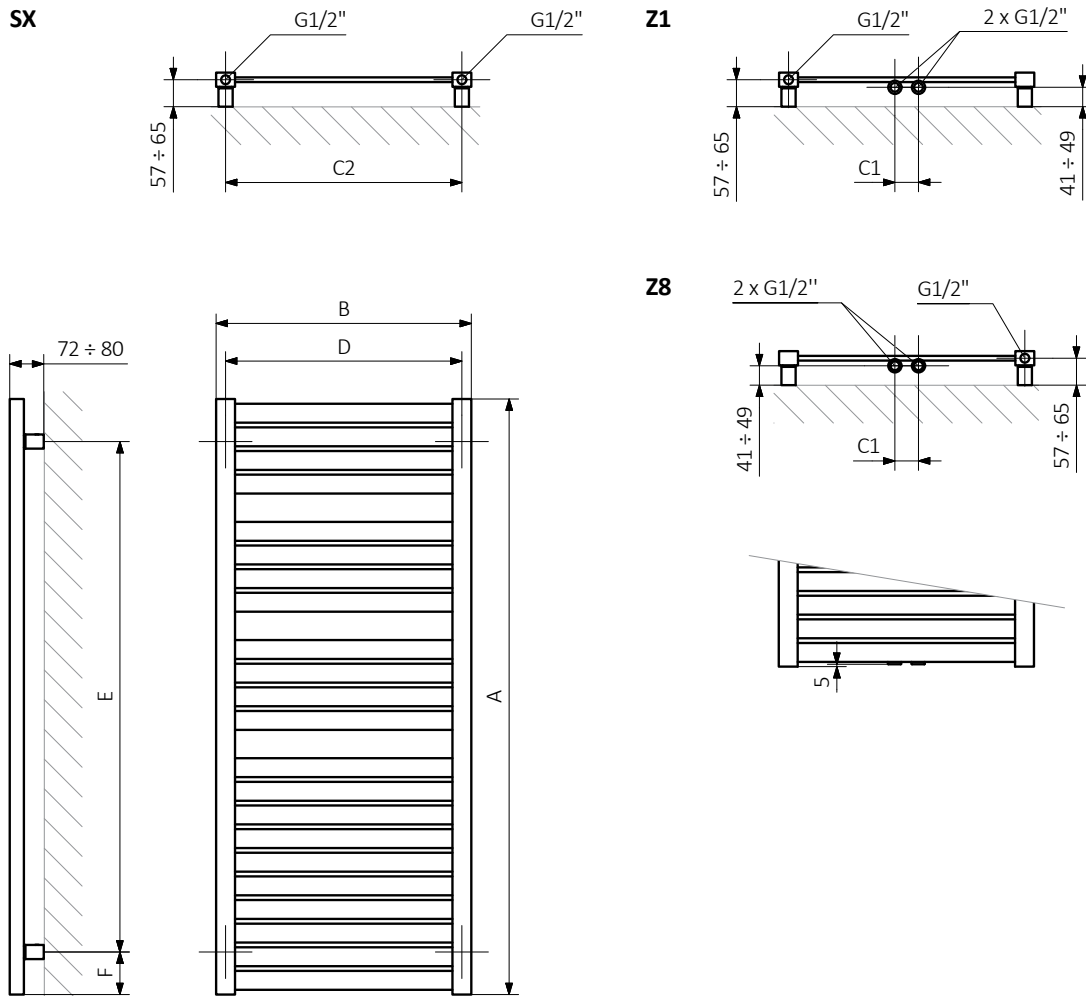 SX
G1/2"
G1/2"
57 ÷ 65
C2
Z1
G1/2"
2 x G1/2"
57 ÷ 65
C1
41 ÷ 49
Z8
2 x G1/2"
G1/2"
41 ÷ 49
C1
57 ÷ 65
72 ÷ 80
B
D
E
A
F
5